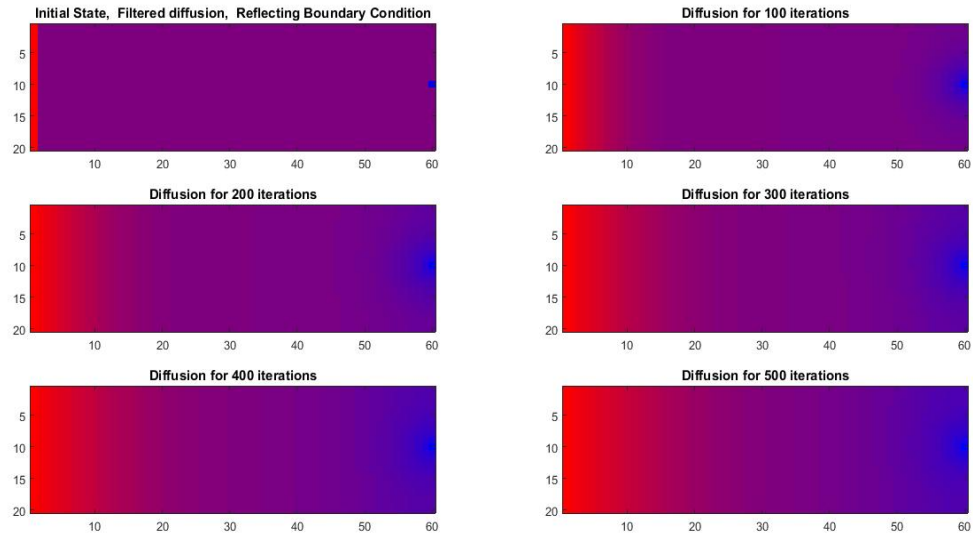 Initial State, Filtered diffusion, Reflecting Boundary Condition
5
10
15
20
10 20 30 40 50 60
Diffusion for 100 iterations
5
10
15
20
10 20 30 40 50 60
Diffusion for 200 iterations
5
10
15
20
10 20 30 40 50 60
Diffusion for 300 iterations
5
10
15
20
10 20 30 40 50 60
Diffusion for 400 iterations
5
10
15
20
10 20 30 40 50 60
Diffusion for 500 iterations
5
10
15
20
10 20 30 40 50 60